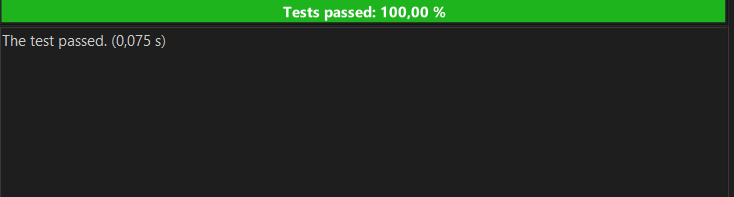 Tests passed: 100,00 %
The test passed. (0,075 s)